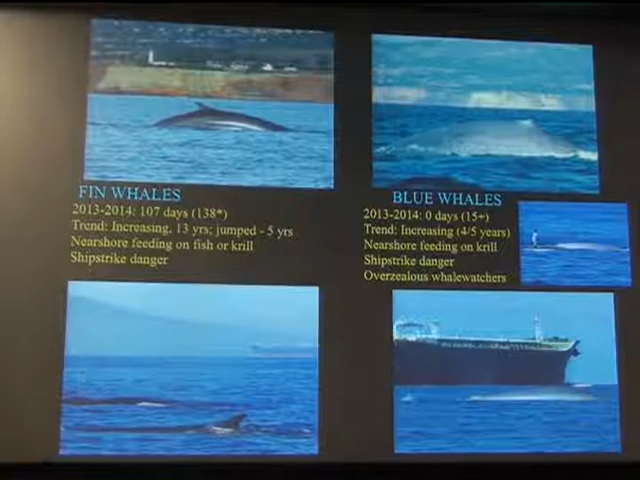 FIN WHALES
2013-2014: 107 days (138*)
Trend: Increasing, 13 yrs; jumped - 5 yrs
Nearshore feeding on fish or krill
Shipstrike danger
BLUE WHALES
2013-2014: 0 days (15+)
Trend: Increasing (4/5 years)
Nearshore feeding on krill
Shipstrike danger
Overzealous whalewatchers